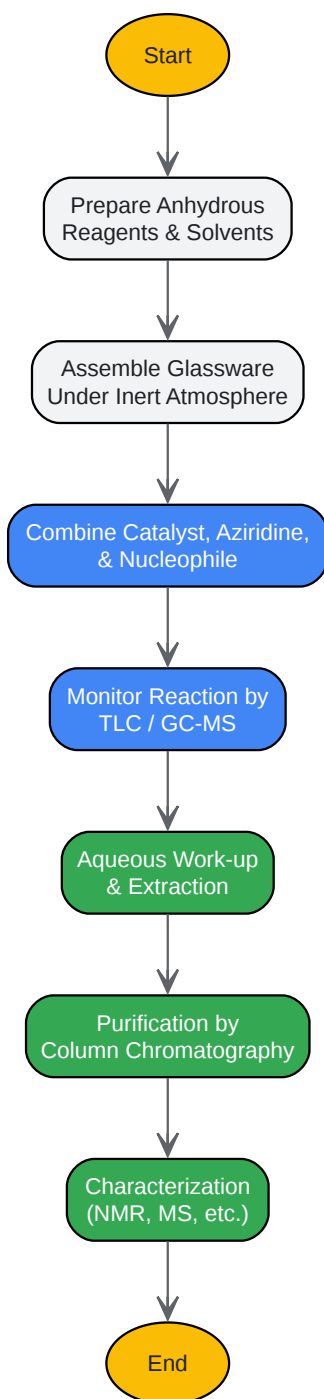 Start
Prepare Anhydrous
Reagents & Solvents
Assemble Glassware
Under Inert Atmosphere
Combine Catalyst, Aziridine,
& Nucleophile
Monitor Reaction by
TLC / GC-MS
Aqueous Work-up
& Extraction
Purification by
Column Chromatography
Characterization
(NMR, MS, etc.)
End